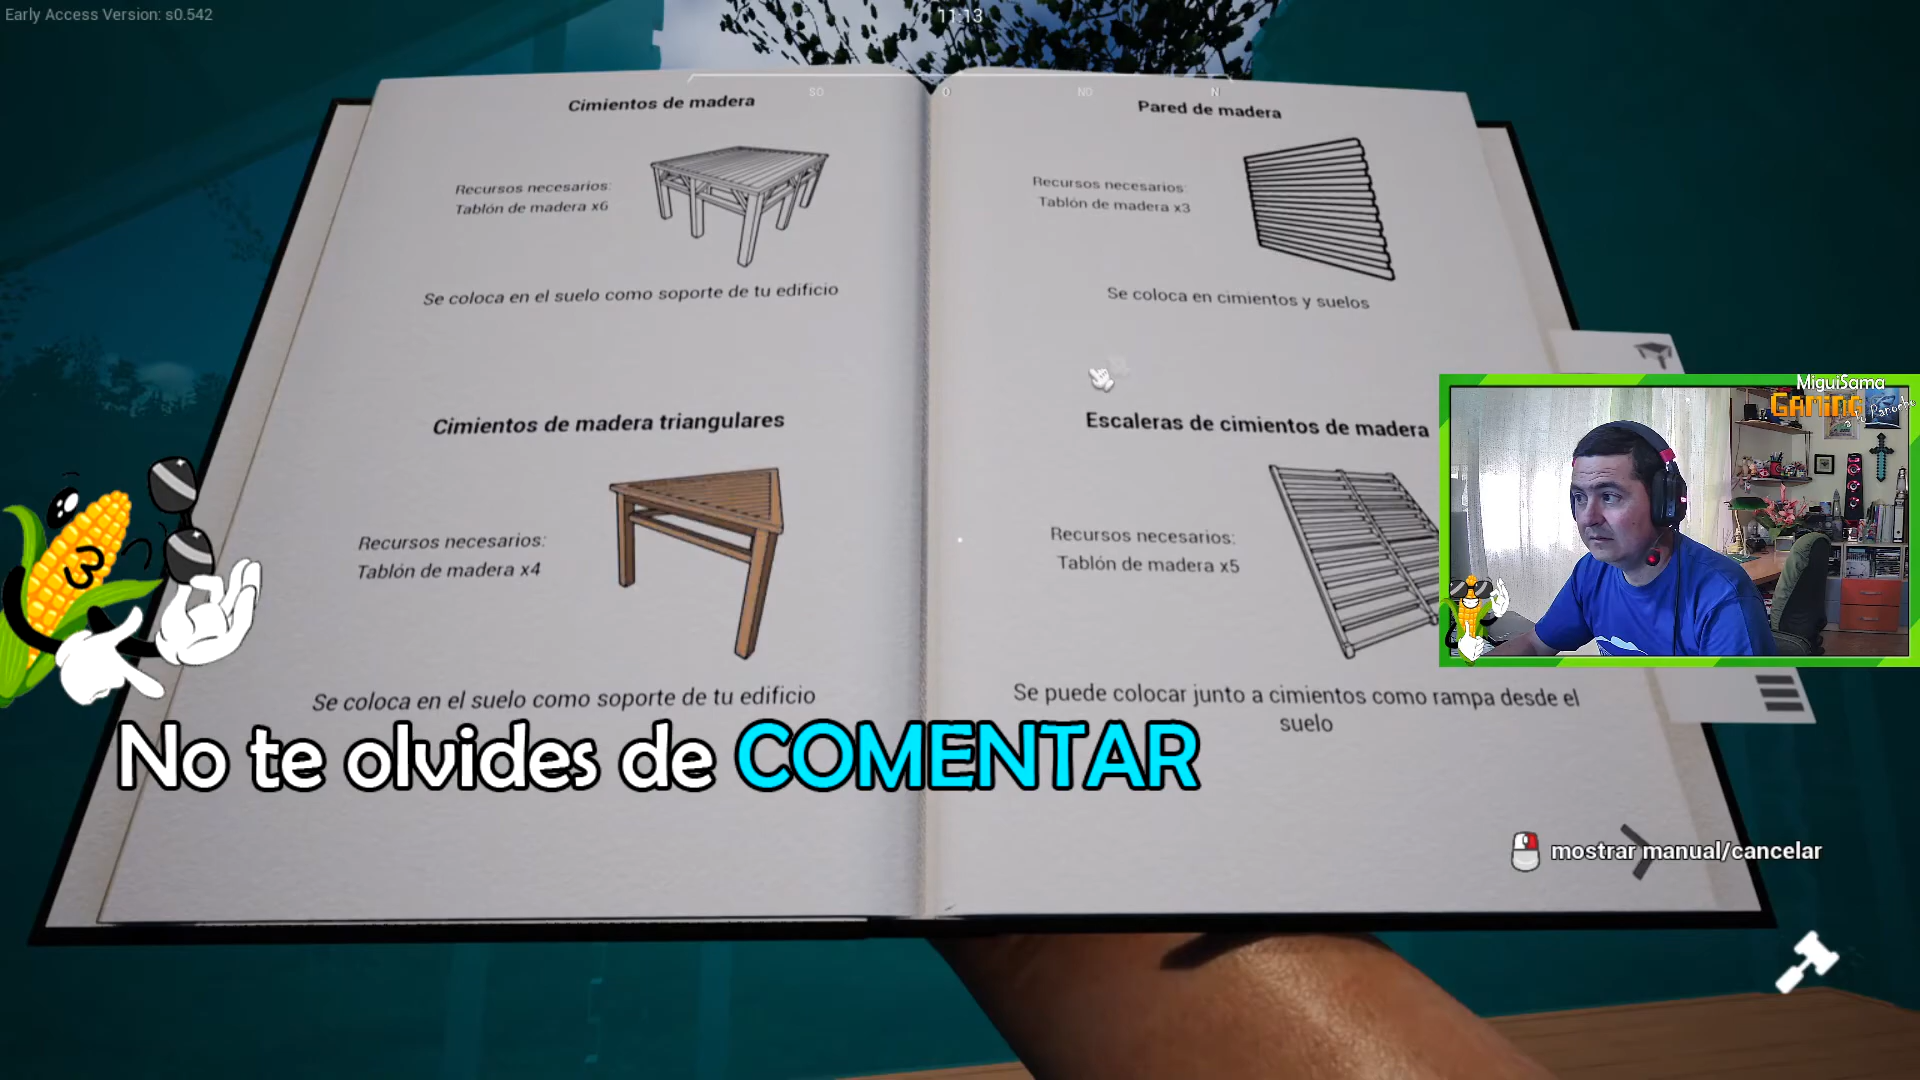 Early Access Version: s0.542
11:13
SO
O
NO
N
Cimientos de madera
Recursos necesarios:
Tablón de madera x6
Se coloca en el suelo como soporte de tu edificio
Cimientos de madera triangulares
Recursos necesarios:
Tablón de madera x4
Se coloca en el suelo como soporte de tu edificio
Pared de madera
Recursos necesarios:
Tablón de madera x3
Se coloca en cimientos y suelos
Escaleras de cimientos de madera
Recursos necesarios:
Tablón de madera x5
Se puede colocar junto a cimientos como rampa desde el
suelo
MiguiSama
GAMING
No te olvides de COMENTAR
mostrar manual/cancelar